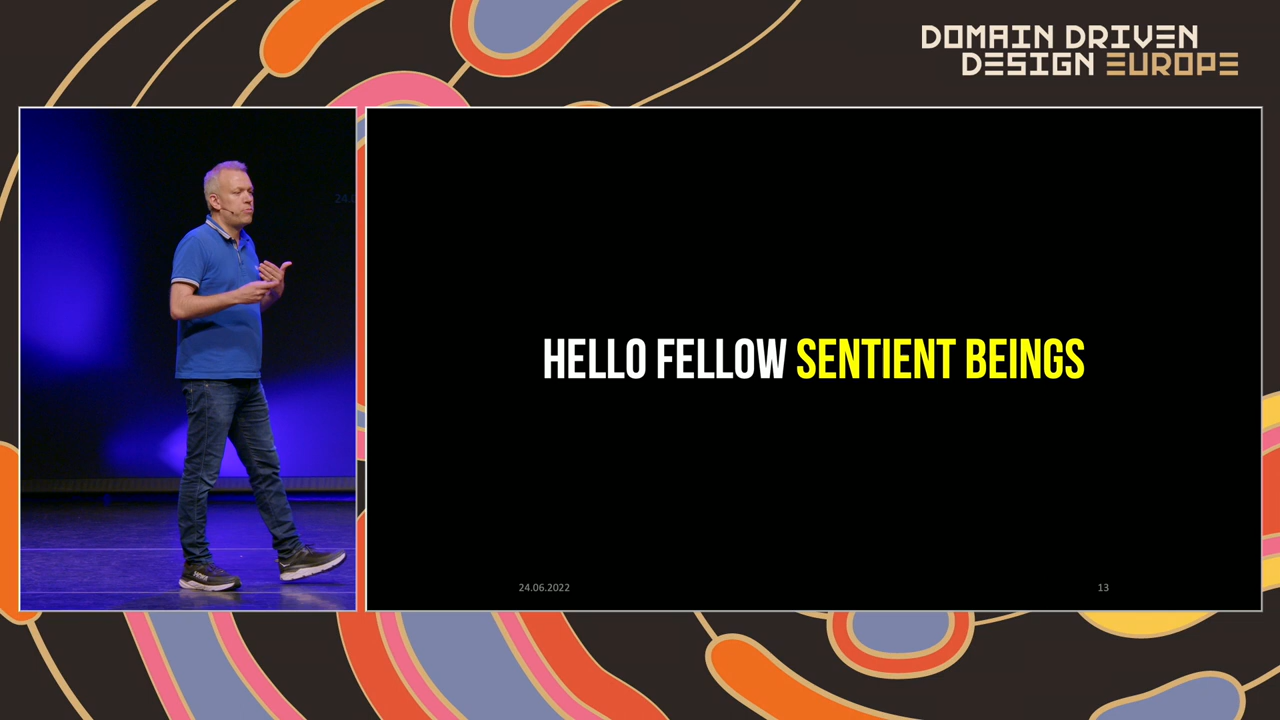 DOMAIN DRIVEN
DESIGN EUROPE
HELLO FELLOW SENTIENT BEINGS
24.06.2022
13